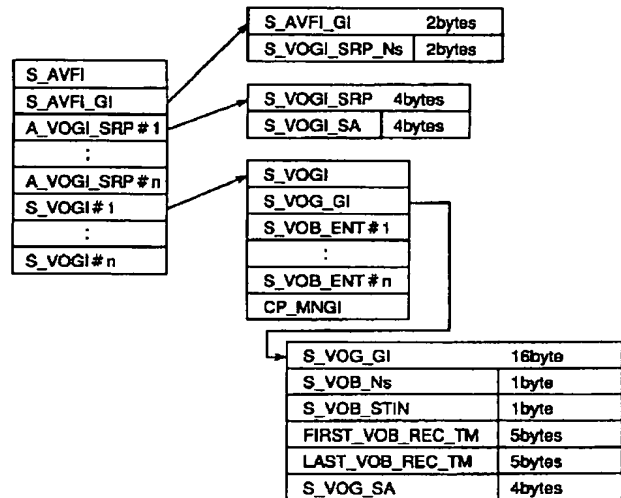 S_AVFI_GI 2bytes
S_VOGI_SRP_Ns 2bytes
S_AVFI
S_AVFI_GI
A_VOGI_SRP#1
:
A_VOGI_SRP#n
S_VOGI#1
:
S_VOGI#n
S_VOGI_SRP 4bytes
S_VOGI_SA 4bytes
S_VOGI
S_VOG_GI
S_VOB_ENT#1
:
S_VOB_ENT#n
CP_MNGI
S_VOG_GI 16byte
S_VOB_Ns 1byte
S_VOB_STIN 1byte
FIRST_VOB_REC_TM 5bytes
LAST_VOB_REC_TM 5bytes
S_VOG_SA 4bytes